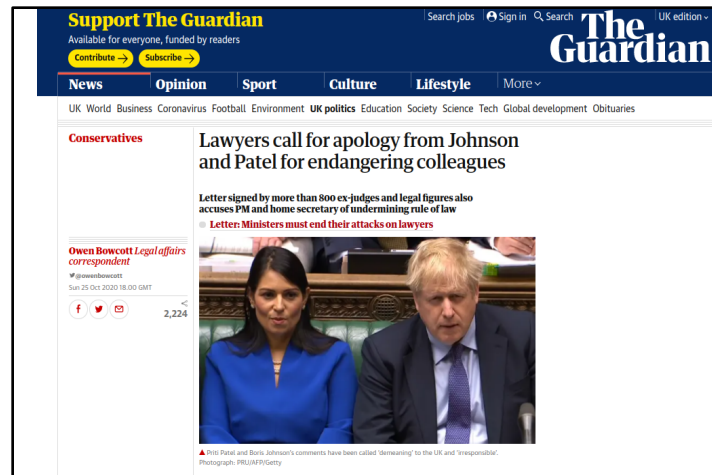 Support The Guardian
Available for everyone, funded by readers
Contribute →
Subscribe →
Search jobs
Sign in
Search
UK edition
The Guardian
News
Opinion
Sport
Culture
Lifestyle
More
UK World Business Coronavirus Football Environment UK politics Education Society Science Tech Global development Obituaries
Conservatives
Lawyers call for apology from Johnson
and Patel for endangering colleagues
Letter signed by more than 800 ex-judges and legal figures also
accuses PM and home secretary of undermining rule of law
Letter: Ministers must end their attacks on lawyers
Owen Bowcott Legal affairs
correspondent
@owenbowcott
Sun 25 Oct 2020 18.00 GMT
2,224
Priti Patel and Boris Johnson's comments have been called 'demeaning' to the UK and 'irresponsible'.
Photograph: PRU/AFP/Getty